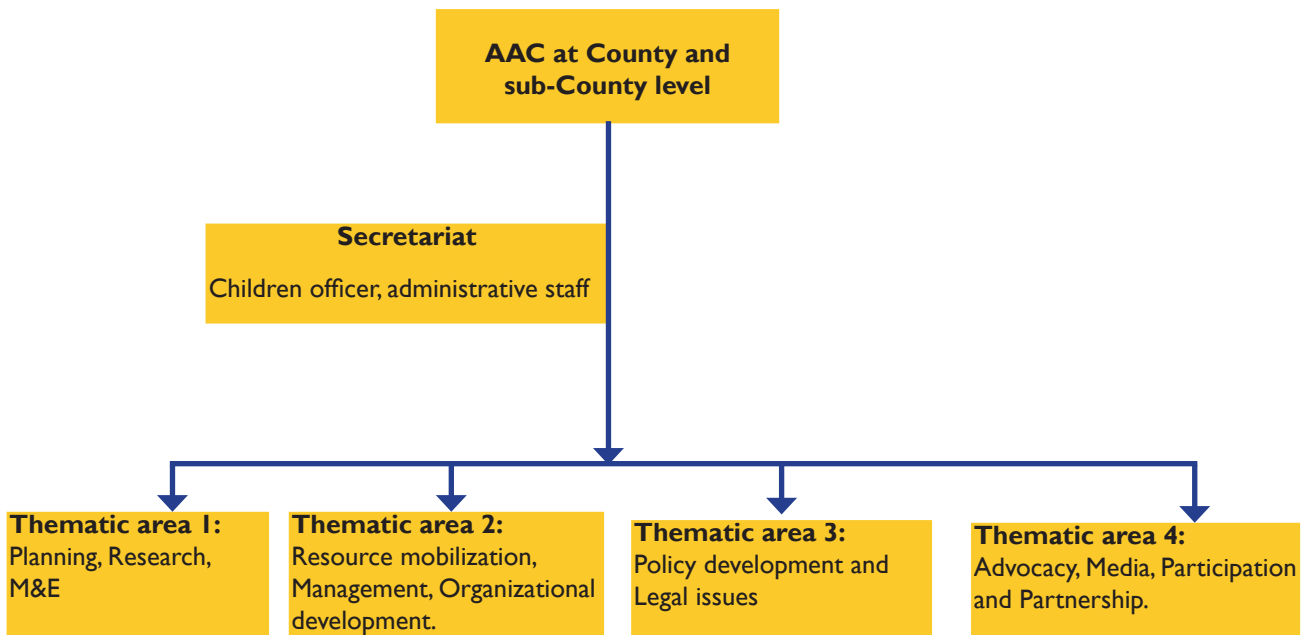 AAC at County and
sub-County level
Secretariat
Children officer, administrative staff
Thematic area 1:
Planning, Research,
M&E
Thematic area 2:
Resource mobilization,
Management, Organizational
development.
Thematic area 3:
Policy development and
Legal issues
Thematic area 4:
Advocacy, Media, Participation
and Partnership.